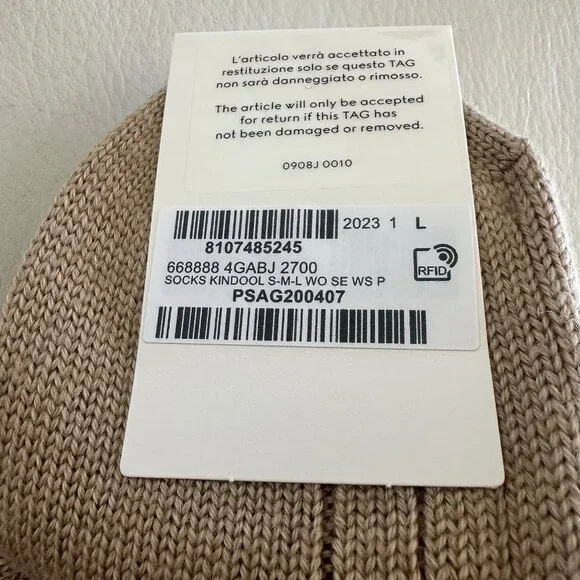 L'articolo verrà accettato in
restituzione solo se questo TAG
non sarà danneggiato o rimosso.
The article will only be accepted
for return if this TAG has
not been damaged or removed.
0908J 0010
2023 1 L
8107485245
668888 4GABJ 2700
SOCKS KINDOOL S-M-L WO SE WS P
PSAG200407
RFID